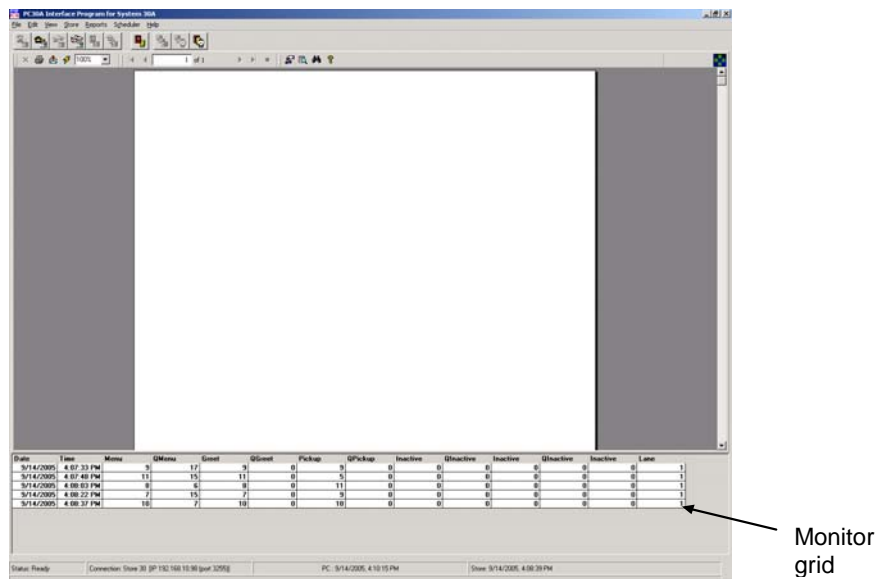 PC30A Interface Program for System 30A
File Edit View Store Reports Scheduler Help
100% 1 of 1
Date Time Menu QMenu Greet QGreet Pickup QPickup Inactive QInactive Inactive QInactive Inactive Lane
9/14/2005 4:07:33 PM 9 17 9 0 9 0 0 0 0 0 0 1
9/14/2005 4:07:48 PM 11 15 11 0 5 0 0 0 0 0 0 1
9/14/2005 4:08:03 PM 8 6 8 0 11 0 0 0 0 0 0 1
9/14/2005 4:08:22 PM 7 15 7 0 9 0 0 0 0 0 0 1
9/14/2005 4:08:37 PM 10 7 10 0 10 0 0 0 0 0 0 1
Monitor
grid
Status: Ready Connection: Store 30 [IP 192.168.10.90 (port 3255)] PC: 9/14/2005, 4:10:15 PM Store: 9/14/2005, 4:08:39 PM